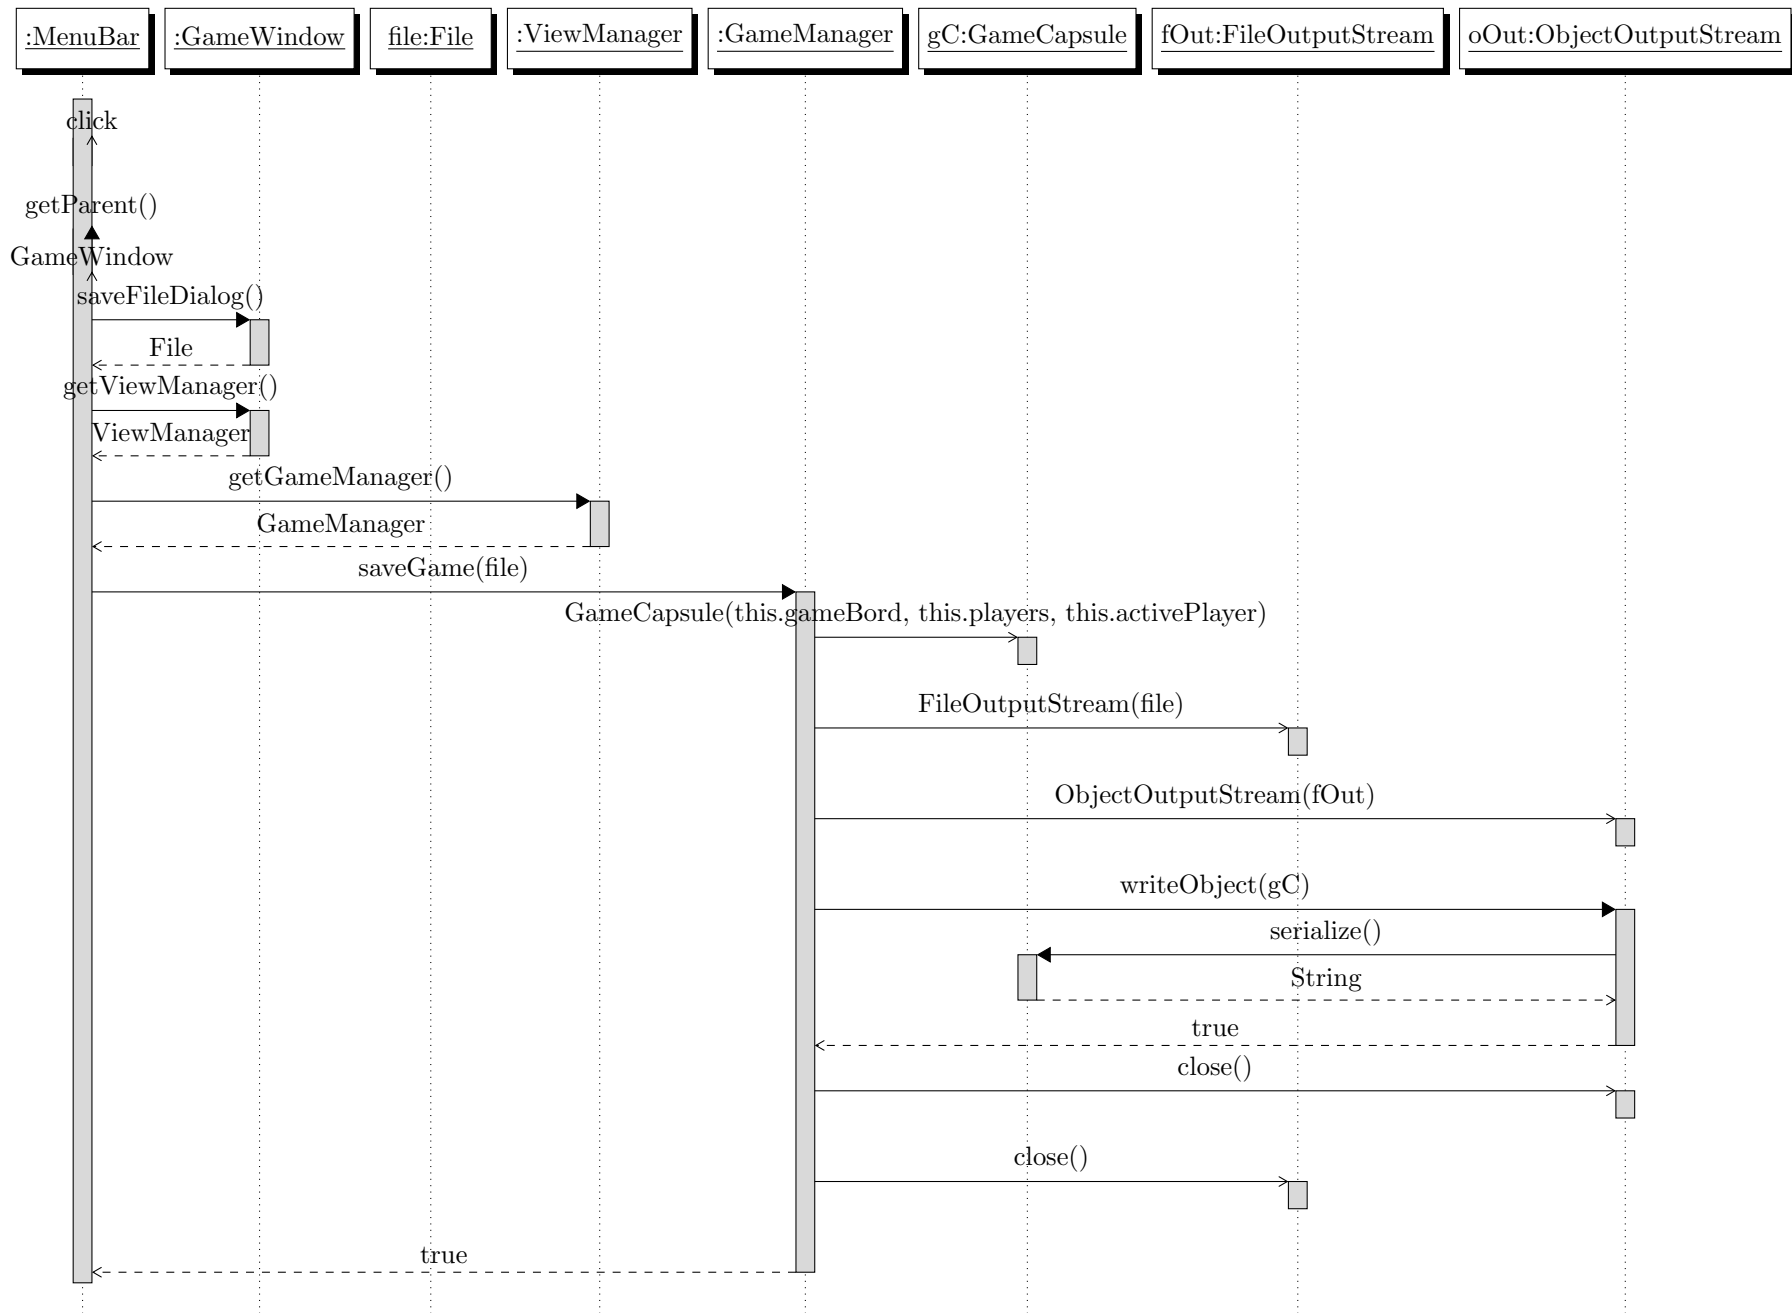 :MenuBar
:GameWindow
file:File
:ViewManager
:GameManager
gC:GameCapsule
fOut:FileOutputStream
oOut:ObjectOutputStream
click
getParent()
GameWindow
saveFileDialog()
File
getViewManager()
ViewManager
getGameManager()
GameManager
saveGame(file)
GameCapsule(this.gameBord, this.players, this.activePlayer)
FileOutputStream(file)
ObjectOutputStream(fOut)
writeObject(gC)
serialize()
String
true
close()
close()
true